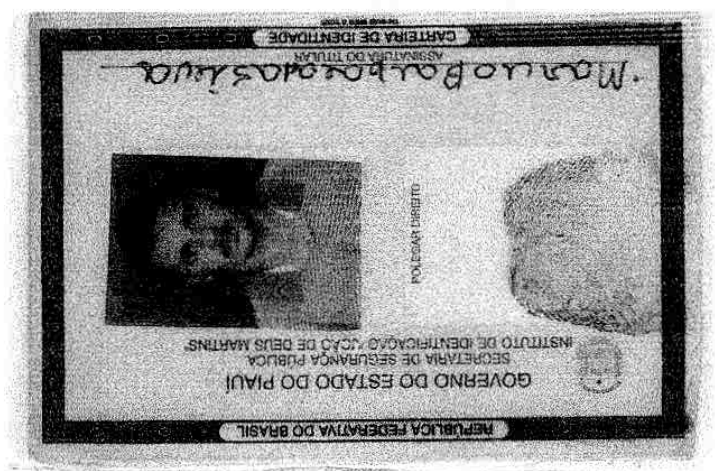 REPÚBLICA FEDERATIVA DO BRASIL
GOVERNO DO ESTADO DO PIAUÍ
SECRETARIA DE SEGURANÇA PÚBLICA
INSTITUTO DE IDENTIFICAÇÃO DE DEUS MARTINS
POLEGAR DIREITO
ASSINATURA DO TITULAR
CARTEIRA DE IDENTIDADE